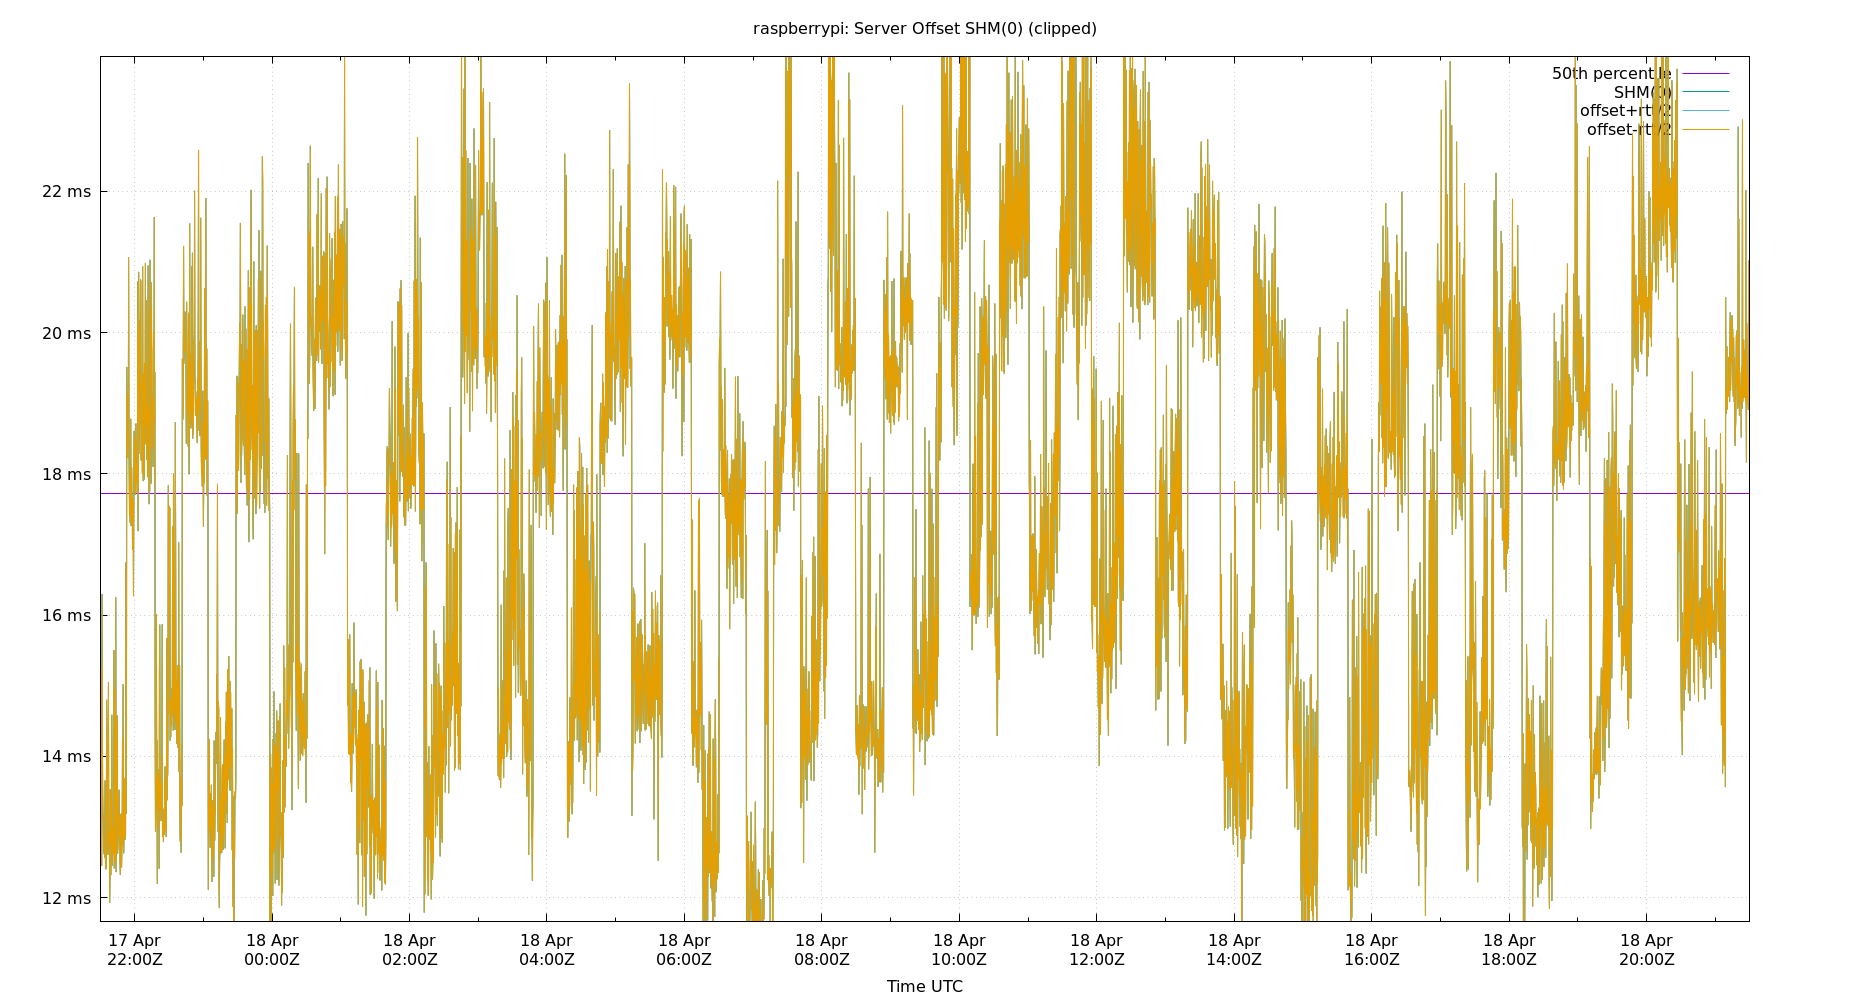 raspberrypi: Server Offset SHM(0) (clipped)
50th percentile
SHM(0)
offset+rtt/2
offset-rtt/2
22 ms
20 ms
18 ms
16 ms
14 ms
12 ms
17 Apr 18 Apr 18 Apr 18 Apr 18 Apr 18 Apr 18 Apr 18 Apr 18 Apr 18 Apr 18 Apr 18 Apr
22:00Z 00:00Z 02:00Z 04:00Z 06:00Z 08:00Z 10:00Z 12:00Z 14:00Z 16:00Z 18:00Z 20:00Z
Time UTC